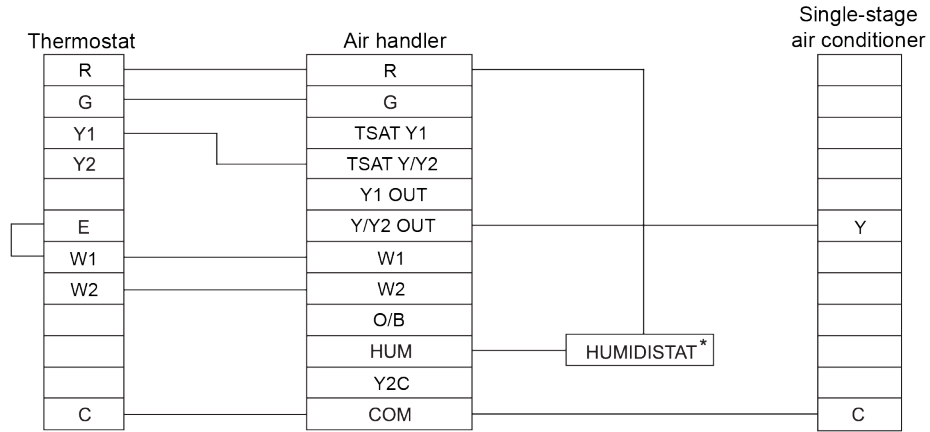 Single-stage
air conditioner
Thermostat
Air handler
R
R
G
G
Y1
TSAT Y1
Y2
TSAT Y/Y2
Y1 OUT
E
Y/Y2 OUT
Y
W1
W1
W2
W2
O/B
HUM
HUMIDISTAT*
Y2C
C
COM
C